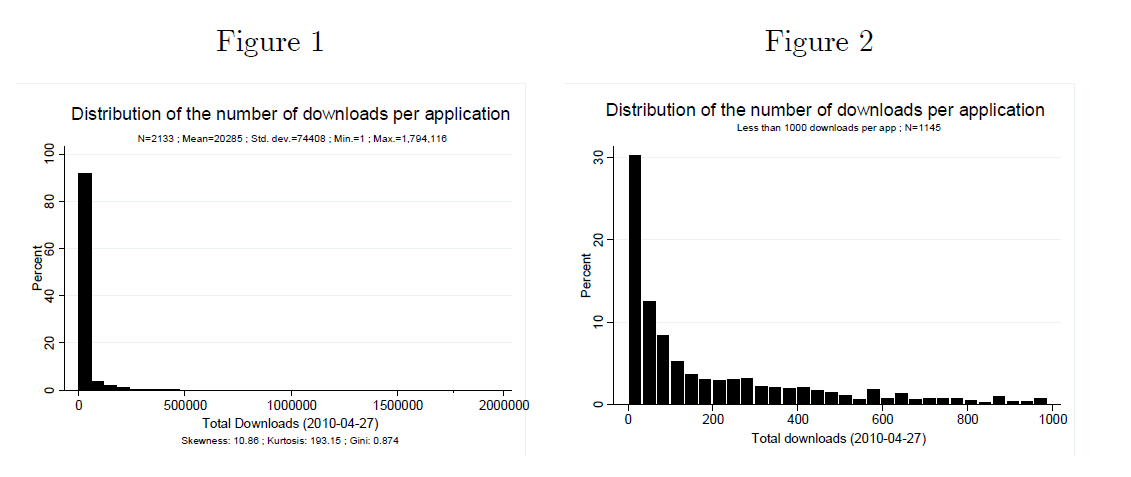 Figure 1
Distribution of the number of downloads per application
N=2133 ; Mean=20285 ; Std. dev.=74408 ; Min.=1 ; Max.=1,794,116
Percent
100
80
60
40
20
0
0 500000 1000000 1500000 2000000
Total Downloads (2010-04-27)
Skewness: 10.86 ; Kurtosis: 193.15 ; Gini: 0.874
Figure 2
Distribution of the number of downloads per application
Less than 1000 downloads per app ; N=1145
Percent
30
20
10
0
0 200 400 600 800 1000
Total downloads (2010-04-27)